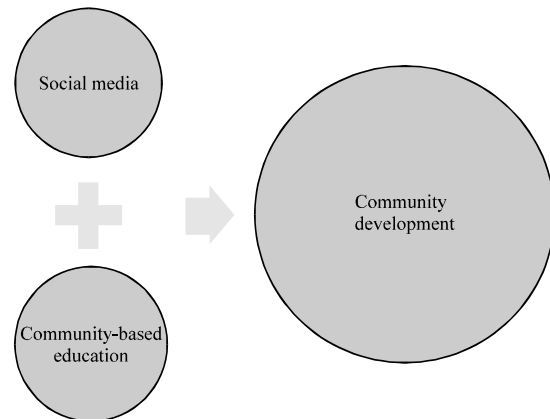 Social media
Community-based
education
Community
development